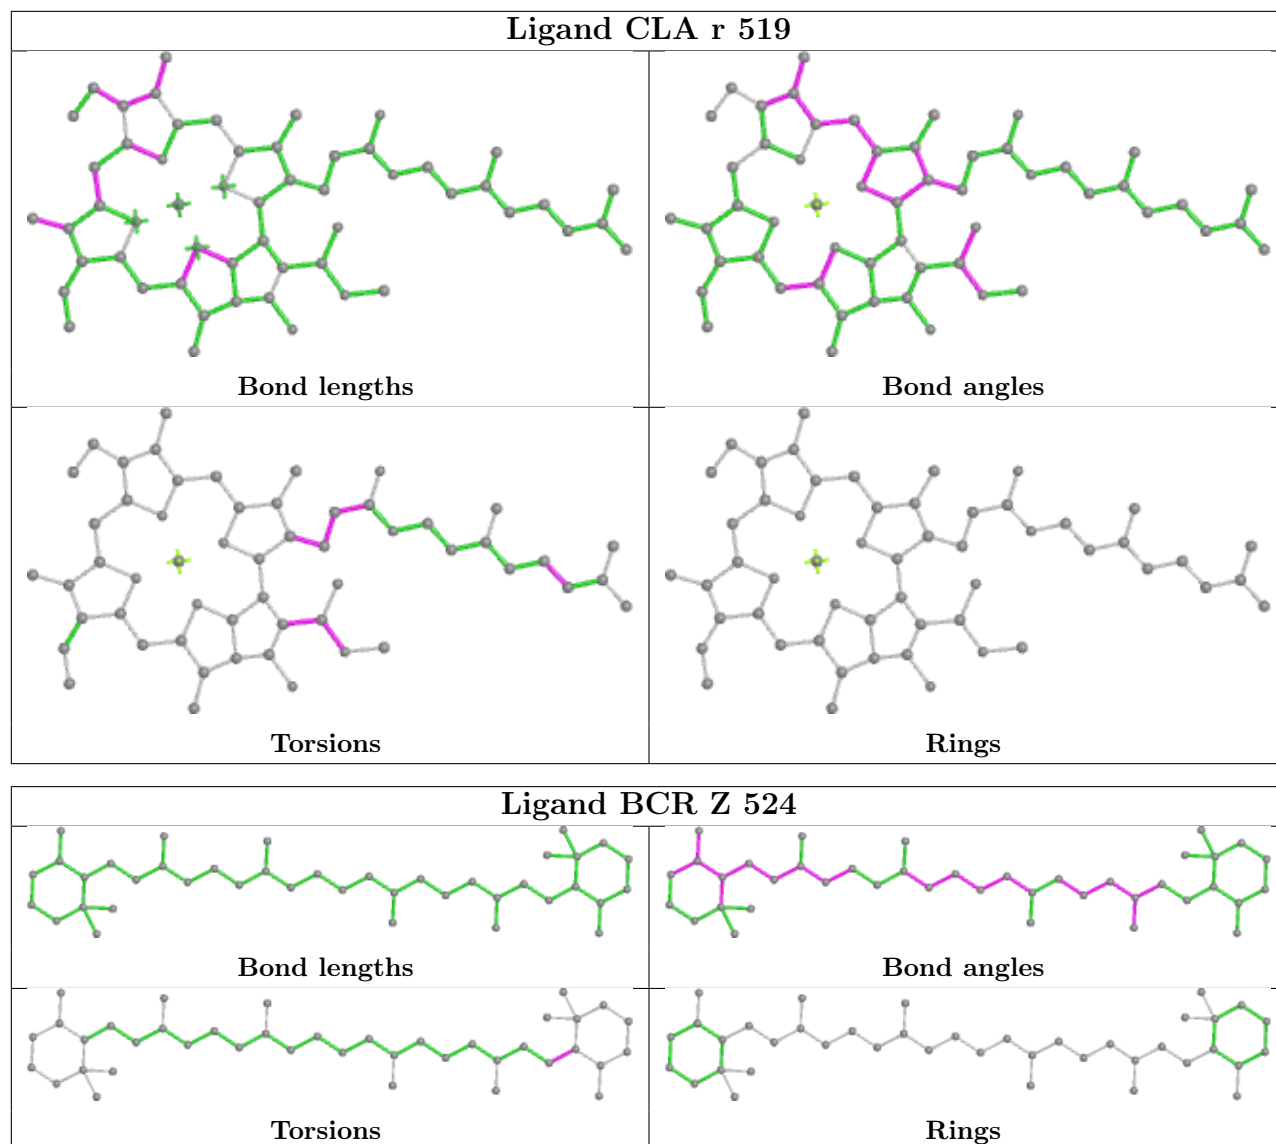 Ligand CLA r 519
Bond lengths
Bond angles
Torsions
Rings
Ligand BCR Z 524
Bond lengths
Bond angles
Torsions
Rings